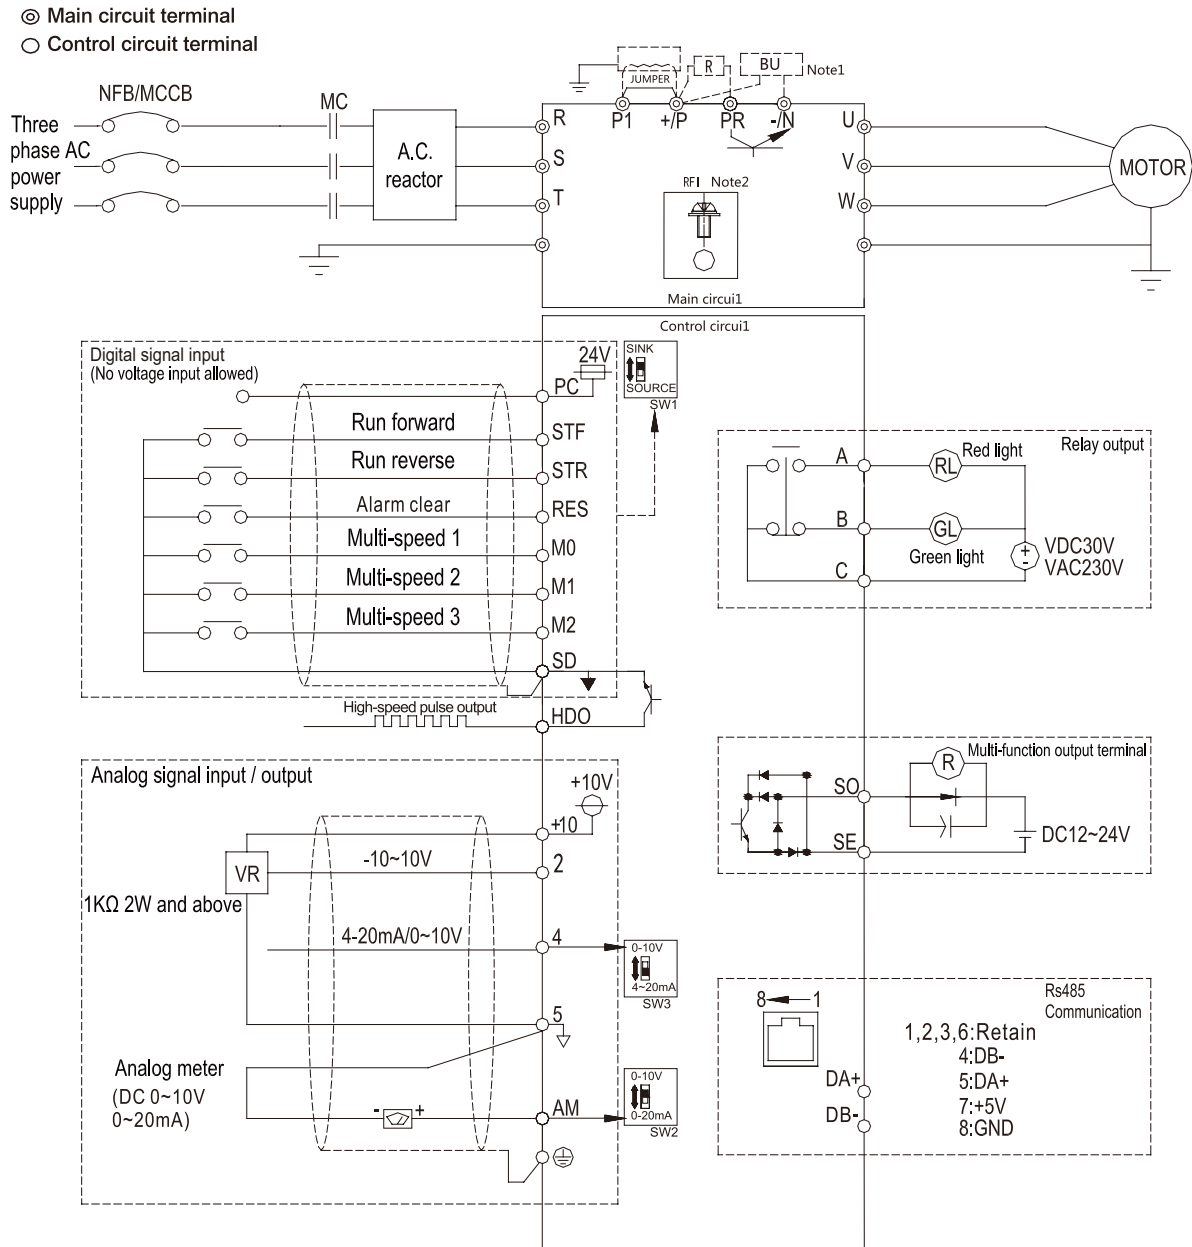 Main circuit terminal
Control circuit terminal
NFB/MCCB
MC
Three
phase AC
power
supply
A.C.
reactor
JUMPER
R
BU
Note1
R
S
T
P1
+/P
PR
-/N
U
V
W
MOTOR
RFI Note2
Main circui1
Control circui1
Digital signal input
(No voltage input allowed)
24V
PC
SINK
SOURCE
SW1
Run forward
STF
Run reverse
STR
Alarm clear
RES
Multi-speed 1
M0
Multi-speed 2
M1
Multi-speed 3
M2
SD
High-speed pulse output
HDO
Relay output
A
RL
Red light
B
GL
Green light
C
+
-
VDC30V
VAC230V
Multi-function output terminal
R
SO
SE
DC12~24V
Analog signal input / output
+10V
+10
-10~10V
2
VR
1KΩ 2W and above
4-20mA/0~10V
4
0-10V
4~20mA
SW3
5
Analog meter
(DC 0~10V
0~20mA)
- +
AM
0-10V
0-20mA
SW2
Rs485
Communication
8 1
1,2,3,6:Retain
4:DB-
5:DA+
7:+5V
8:GND
DA+
DB-